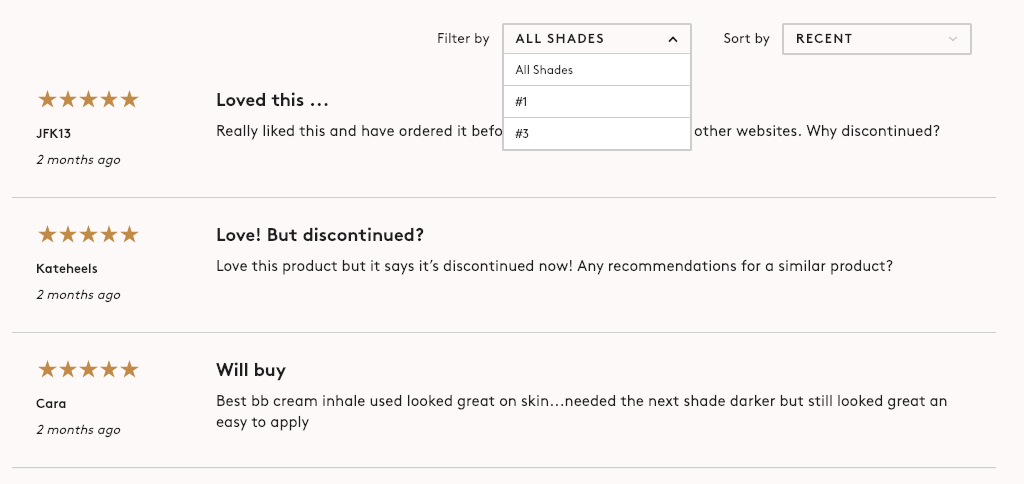 Filter by
ALL SHADES
Sort by
RECENT
All Shades
#1
#3
Loved this ...
JFK13
Really liked this and have ordered it other websites. Why discontinued?
2 months ago
Love! But discontinued?
Kateheels
Love this product but it says it’s discontinued now! Any recommendations for a similar product?
2 months ago
Will buy
Cara
Best bb cream inhale used looked great on skin...needed the next shade darker but still looked great an
easy to apply
2 months ago